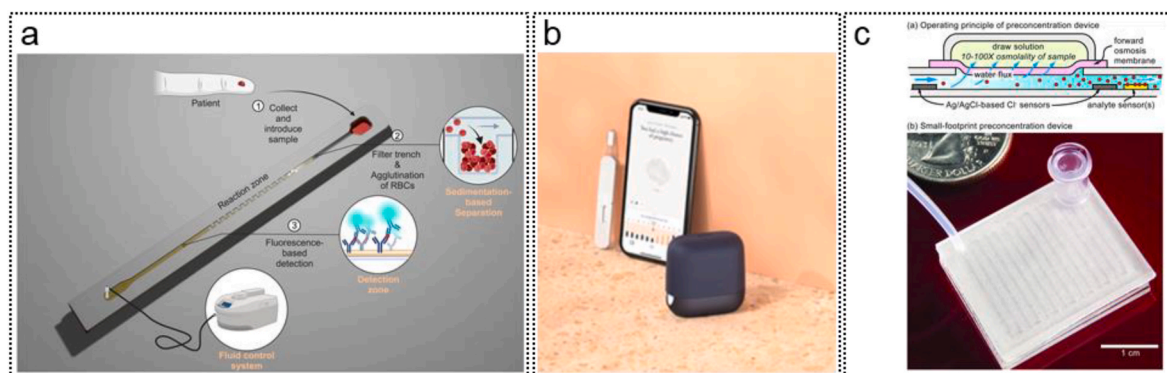 a
Patient
1
Collect
and
introduce
sample
2
Filter trench
&
Agglutination
of RBCs
Sedimentation-
based
Separation
Reaction zone
3
Fluorescence-
based
detection
Detection
zone
Fluid control
system
b
c
(a) Operating principle of preconcentration device
draw solution
10-100X osmolality of sample
water flux
forward
osmosis
membrane
Ag/AgCl-based Cl⁻ sensors
analyte sensor(s)
(b) Small-footprint preconcentration device
1 cm